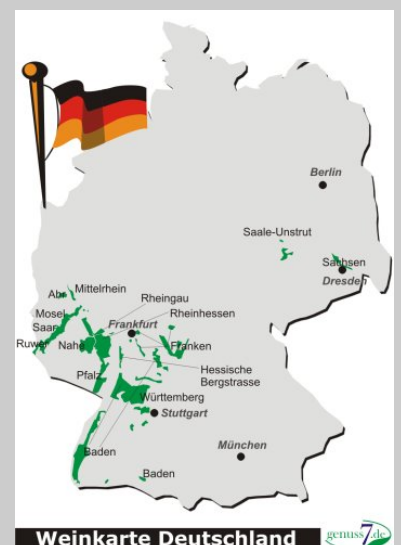 Berlin
Saale-Unstrut
Sachsen
Dresden
Mittelrhein
Ahr
Rheingau
Mosel
Rheinhessen
Saar
Frankfurt
Ruwer
Nahe
Franken
Hessische
Bergstrasse
Pfalz
Württemberg
Stuttgart
München
Baden
Baden
Weinkarte Deutschland
genuss7.de